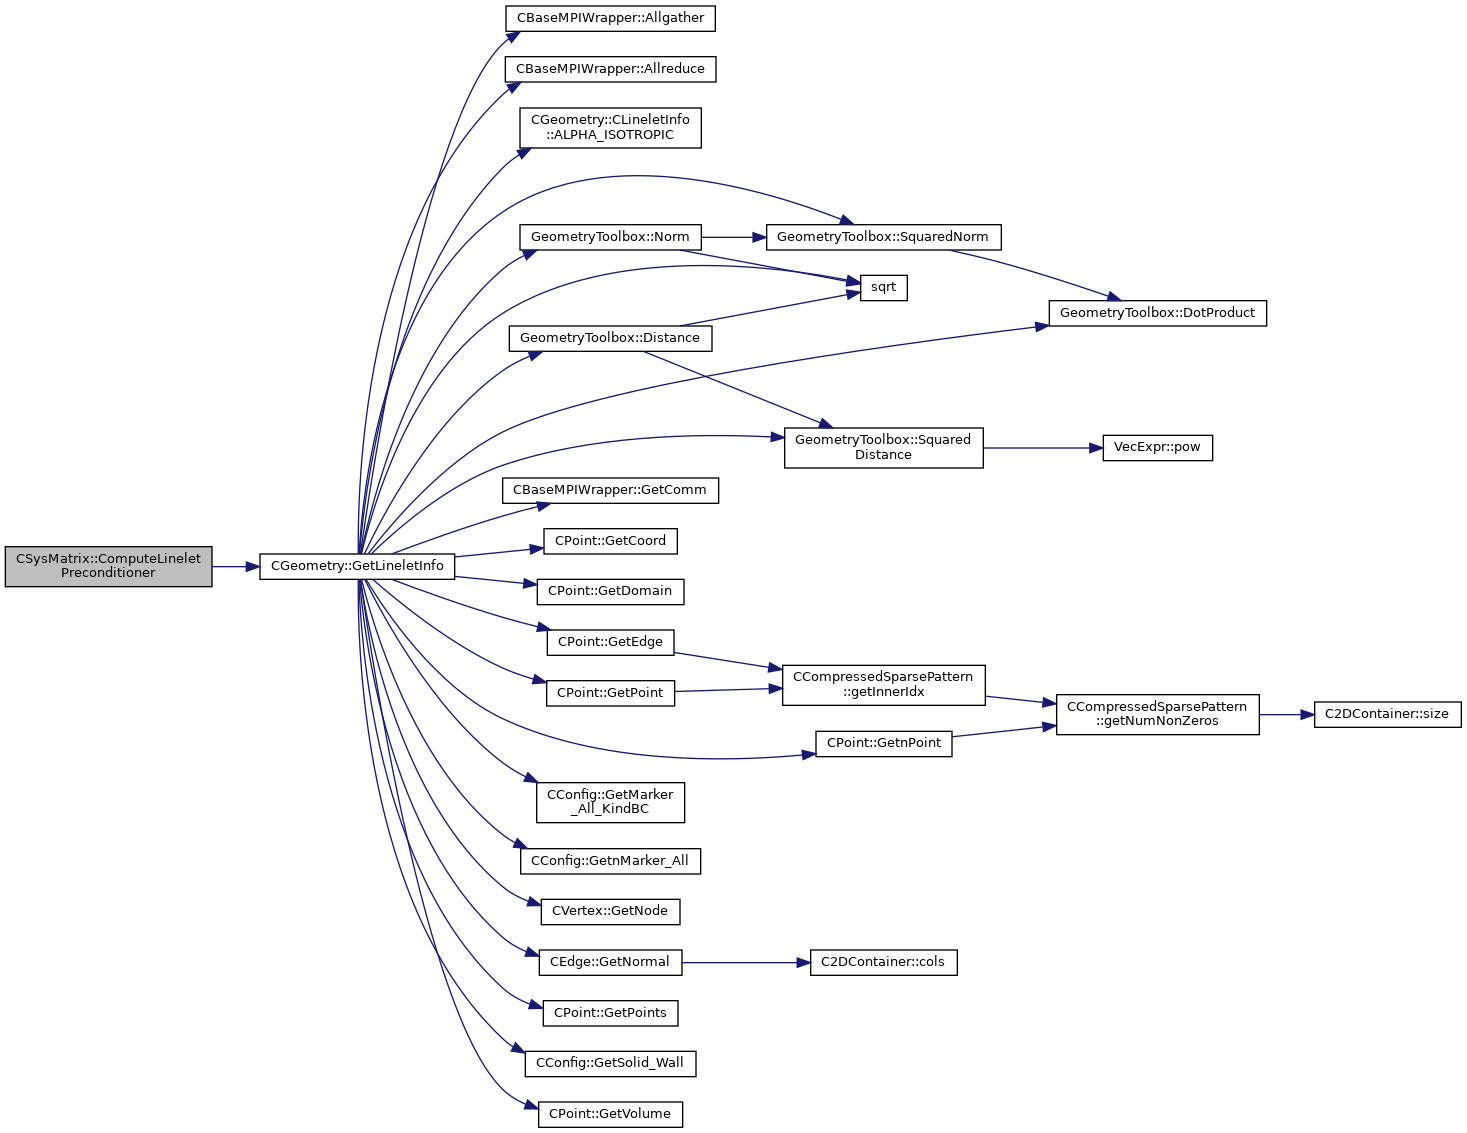 CBaseMPIWrapper::Allgather
CBaseMPIWrapper::Allreduce
CGeometry::CLineletInfo
::ALPHA_ISOTROPIC
GeometryToolbox::Norm
GeometryToolbox::SquaredNorm
sqrt
GeometryToolbox::DotProduct
GeometryToolbox::Distance
GeometryToolbox::Squared
Distance
VecExpr::pow
CBaseMPIWrapper::GetComm
CPoint::GetCoord
CSysMatrix::ComputeLinelet
Preconditioner
CGeometry::GetLineletInfo
CPoint::GetDomain
CPoint::GetEdge
CPoint::GetPoint
CCompressedSparsePattern
::getInnerIdx
CCompressedSparsePattern
::getNumNonZeros
C2DContainer::size
CPoint::GetnPoint
CConfig::GetMarker
_All_KindBC
CConfig::GetnMarker_All
CVertex::GetNode
CEdge::GetNormal
C2DContainer::cols
CPoint::GetPoints
CConfig::GetSolid_Wall
CPoint::GetVolume